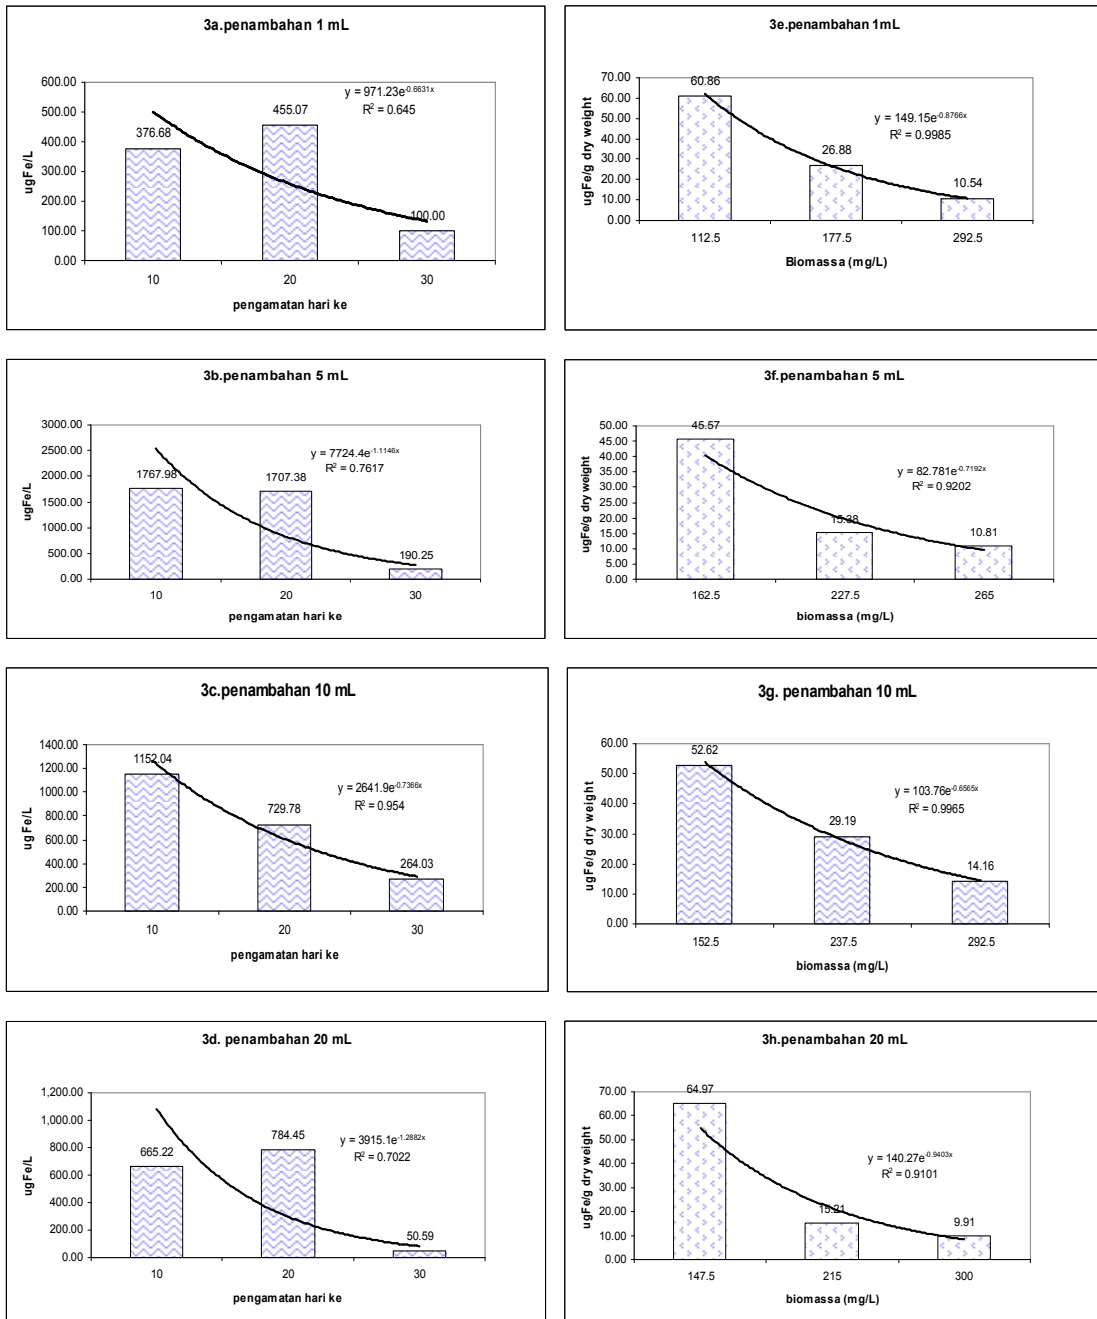 3a.penambahan 1 mL
ugFe/L
600.00
500.00
400.00
300.00
200.00
100.00
0.00
376.68
455.07
100.00
y = 971.23e^-0.6631x
R² = 0.645
10 20 30
pengamatan hari ke
3e.penambahan 1mL
ugFe/g dry weight
70.00
60.00
50.00
40.00
30.00
20.00
10.00
0.00
60.86
26.88
10.54
y = 149.15e^-0.8766x
R² = 0.9985
112.5 177.5 292.5
Biomassa (mg/L)
3b.penambahan 5 mL
ugFe/L
3000.00
2500.00
2000.00
1500.00
1000.00
500.00
0.00
1767.98
1707.38
190.25
y = 7724.4e^-1.1146x
R² = 0.7617
10 20 30
pengamatan hari ke
3f.penambahan 5 mL
ugFe/g dry weight
50.00
45.00
40.00
35.00
30.00
25.00
20.00
15.00
10.00
5.00
0.00
45.57
15.38
10.81
y = 82.781e^-0.7192x
R² = 0.9202
162.5 227.5 265
biomassa (mg/L)
3c.penambahan 10 mL
ugFe/L
1400.00
1200.00
1000.00
800.00
600.00
400.00
200.00
0.00
1152.04
729.78
264.03
y = 2641.9e^-0.7366x
R² = 0.954
10 20 30
pengamatan hari ke
3g. penambahan 10 mL
ugFe/g dry weight
60.00
50.00
40.00
30.00
20.00
10.00
0.00
52.62
29.19
14.16
y = 103.76e^-0.6565x
R² = 0.9965
152.5 237.5 292.5
biomassa (mg/L)
3d. penambahan 20 mL
ugFe/L
1,200.00
1,000.00
800.00
600.00
400.00
200.00
0.00
665.22
784.45
50.59
y = 3915.1e^-1.2882x
R² = 0.7022
10 20 30
pengamatan hari ke
3h.penambahan 20 mL
ugFe/g dry weight
70.00
60.00
50.00
40.00
30.00
20.00
10.00
0.00
64.97
15.21
9.91
y = 140.27e^-0.9403x
R² = 0.9101
147.5 215 300
biomassa (mg/L)